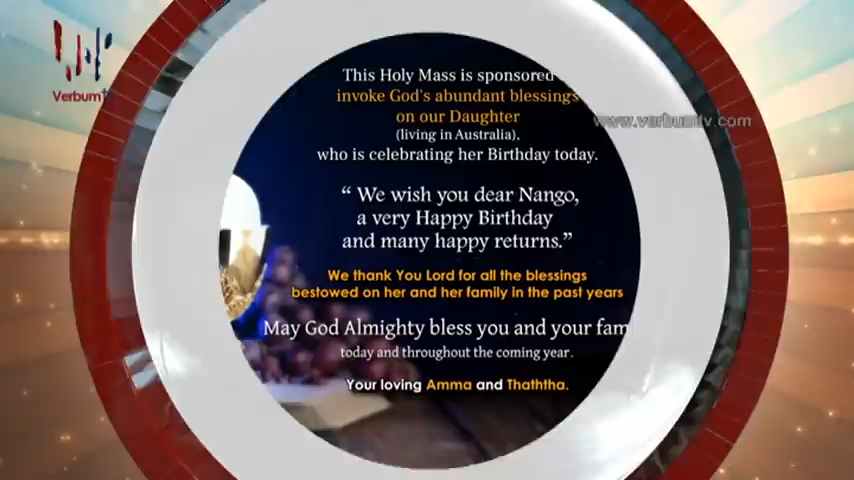 VerbumTV
www.verbumtv.com
This Holy Mass is sponsored
invoke God's abundant blessings
on our Daughter
(living in Australia),
who is celebrating her Birthday today.
“ We wish you dear Nango,
a very Happy Birthday
and many happy returns.”
We thank You Lord for all the blessings
bestowed on her and her family in the past years
May God Almighty bless you and your fam
today and throughout the coming year.
Your loving Amma and Thaththa.